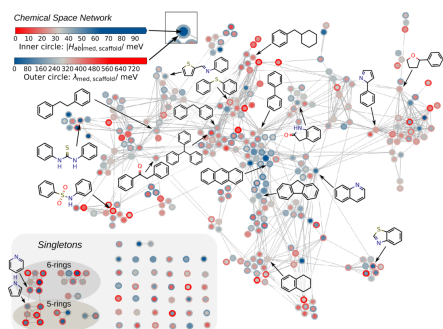 Chemical Space Network
0 10 20 30 40 50 60 70 80 90
Inner circle: |Hab|med, scaffold/ meV
80 160 240 320 400 480 560 640 720
Outer circle: λmed, scaffold/ meV
S
N
S
O
N
N
S
N
H
N
H
O
O
S
O
N
H
O
N
H
N
S
N
Singletons
N
6-rings
H
N
5-rings